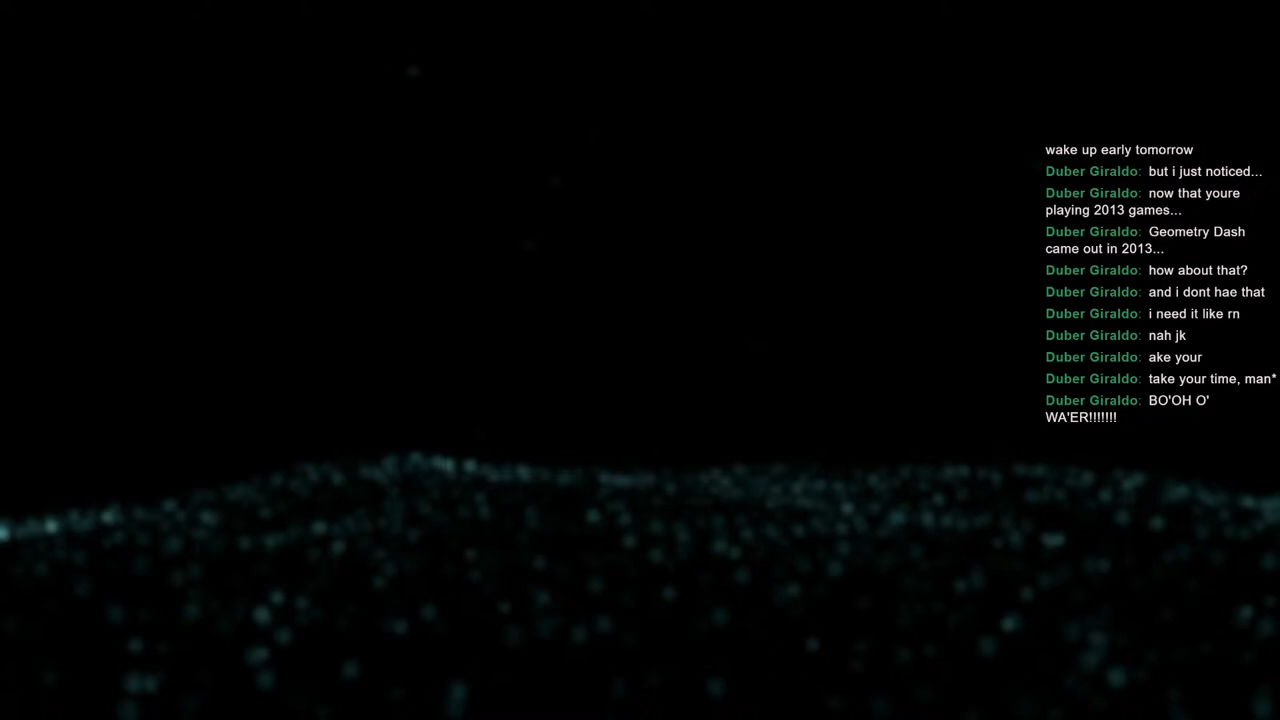 wake up early tomorrow
Duber Giraldo: but i just noticed...
Duber Giraldo: now that youre
playing 2013 games...
Duber Giraldo: Geometry Dash
came out in 2013...
Duber Giraldo: how about that?
Duber Giraldo: and i dont hae that
Duber Giraldo: i need it like rn
Duber Giraldo: nah jk
Duber Giraldo: ake your
Duber Giraldo: take your time, man*
Duber Giraldo: BO'OH O'
WA'ER!!!!!!!